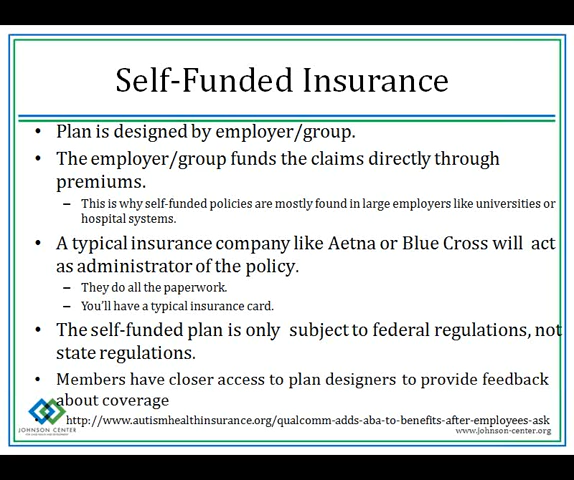 Self-Funded Insurance
• Plan is designed by employer/group.
• The employer/group funds the claims directly through
premiums.
– This is why self-funded policies are mostly found in large employers like universities or
hospital systems.
• A typical insurance company like Aetna or Blue Cross will act
as administrator of the policy.
– They do all the paperwork.
– You'll have a typical insurance card.
• The self-funded plan is only subject to federal regulations, not
state regulations.
• Members have closer access to plan designers to provide feedback
about coverage
• http://www.autismhealthinsurance.org/qualcomm-adds-aba-to-benefits-after-employees-ask
JOHNSON CENTER
www.johnson-center.org